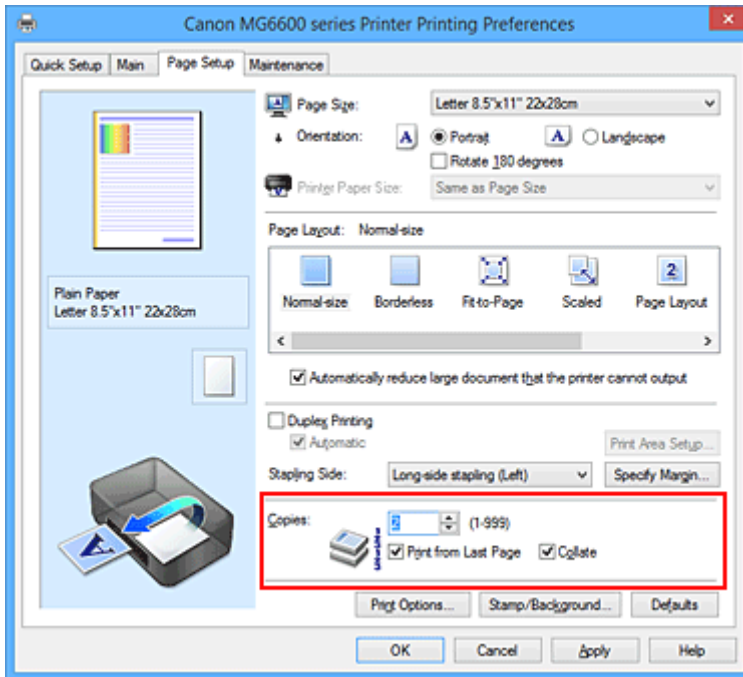 Canon MG6600 series Printer Printing Preferences
Quick Setup Main Page Setup Maintenance
Page Size: Letter 8.5"x11" 22x28cm
Orientation: A Portrait A Landscape
Rotate 180 degrees
Printer Paper Size: Same as Page Size
Page Layout: Normal-size
2
Normal-size Borderless Fit-to-Page Scaled Page Layout
Plain Paper
Letter 8.5"x11" 22x28cm
Automatically reduce large document that the printer cannot output
Duplex Printing
Automatic Print Area Setup...
Stapling Side: Long-side stapling (Left) Specify Margin...
Copies: 2 (1-999)
Print from Last Page Collate
A
Print Options... Stamp/Background... Defaults
OK Cancel Apply Help